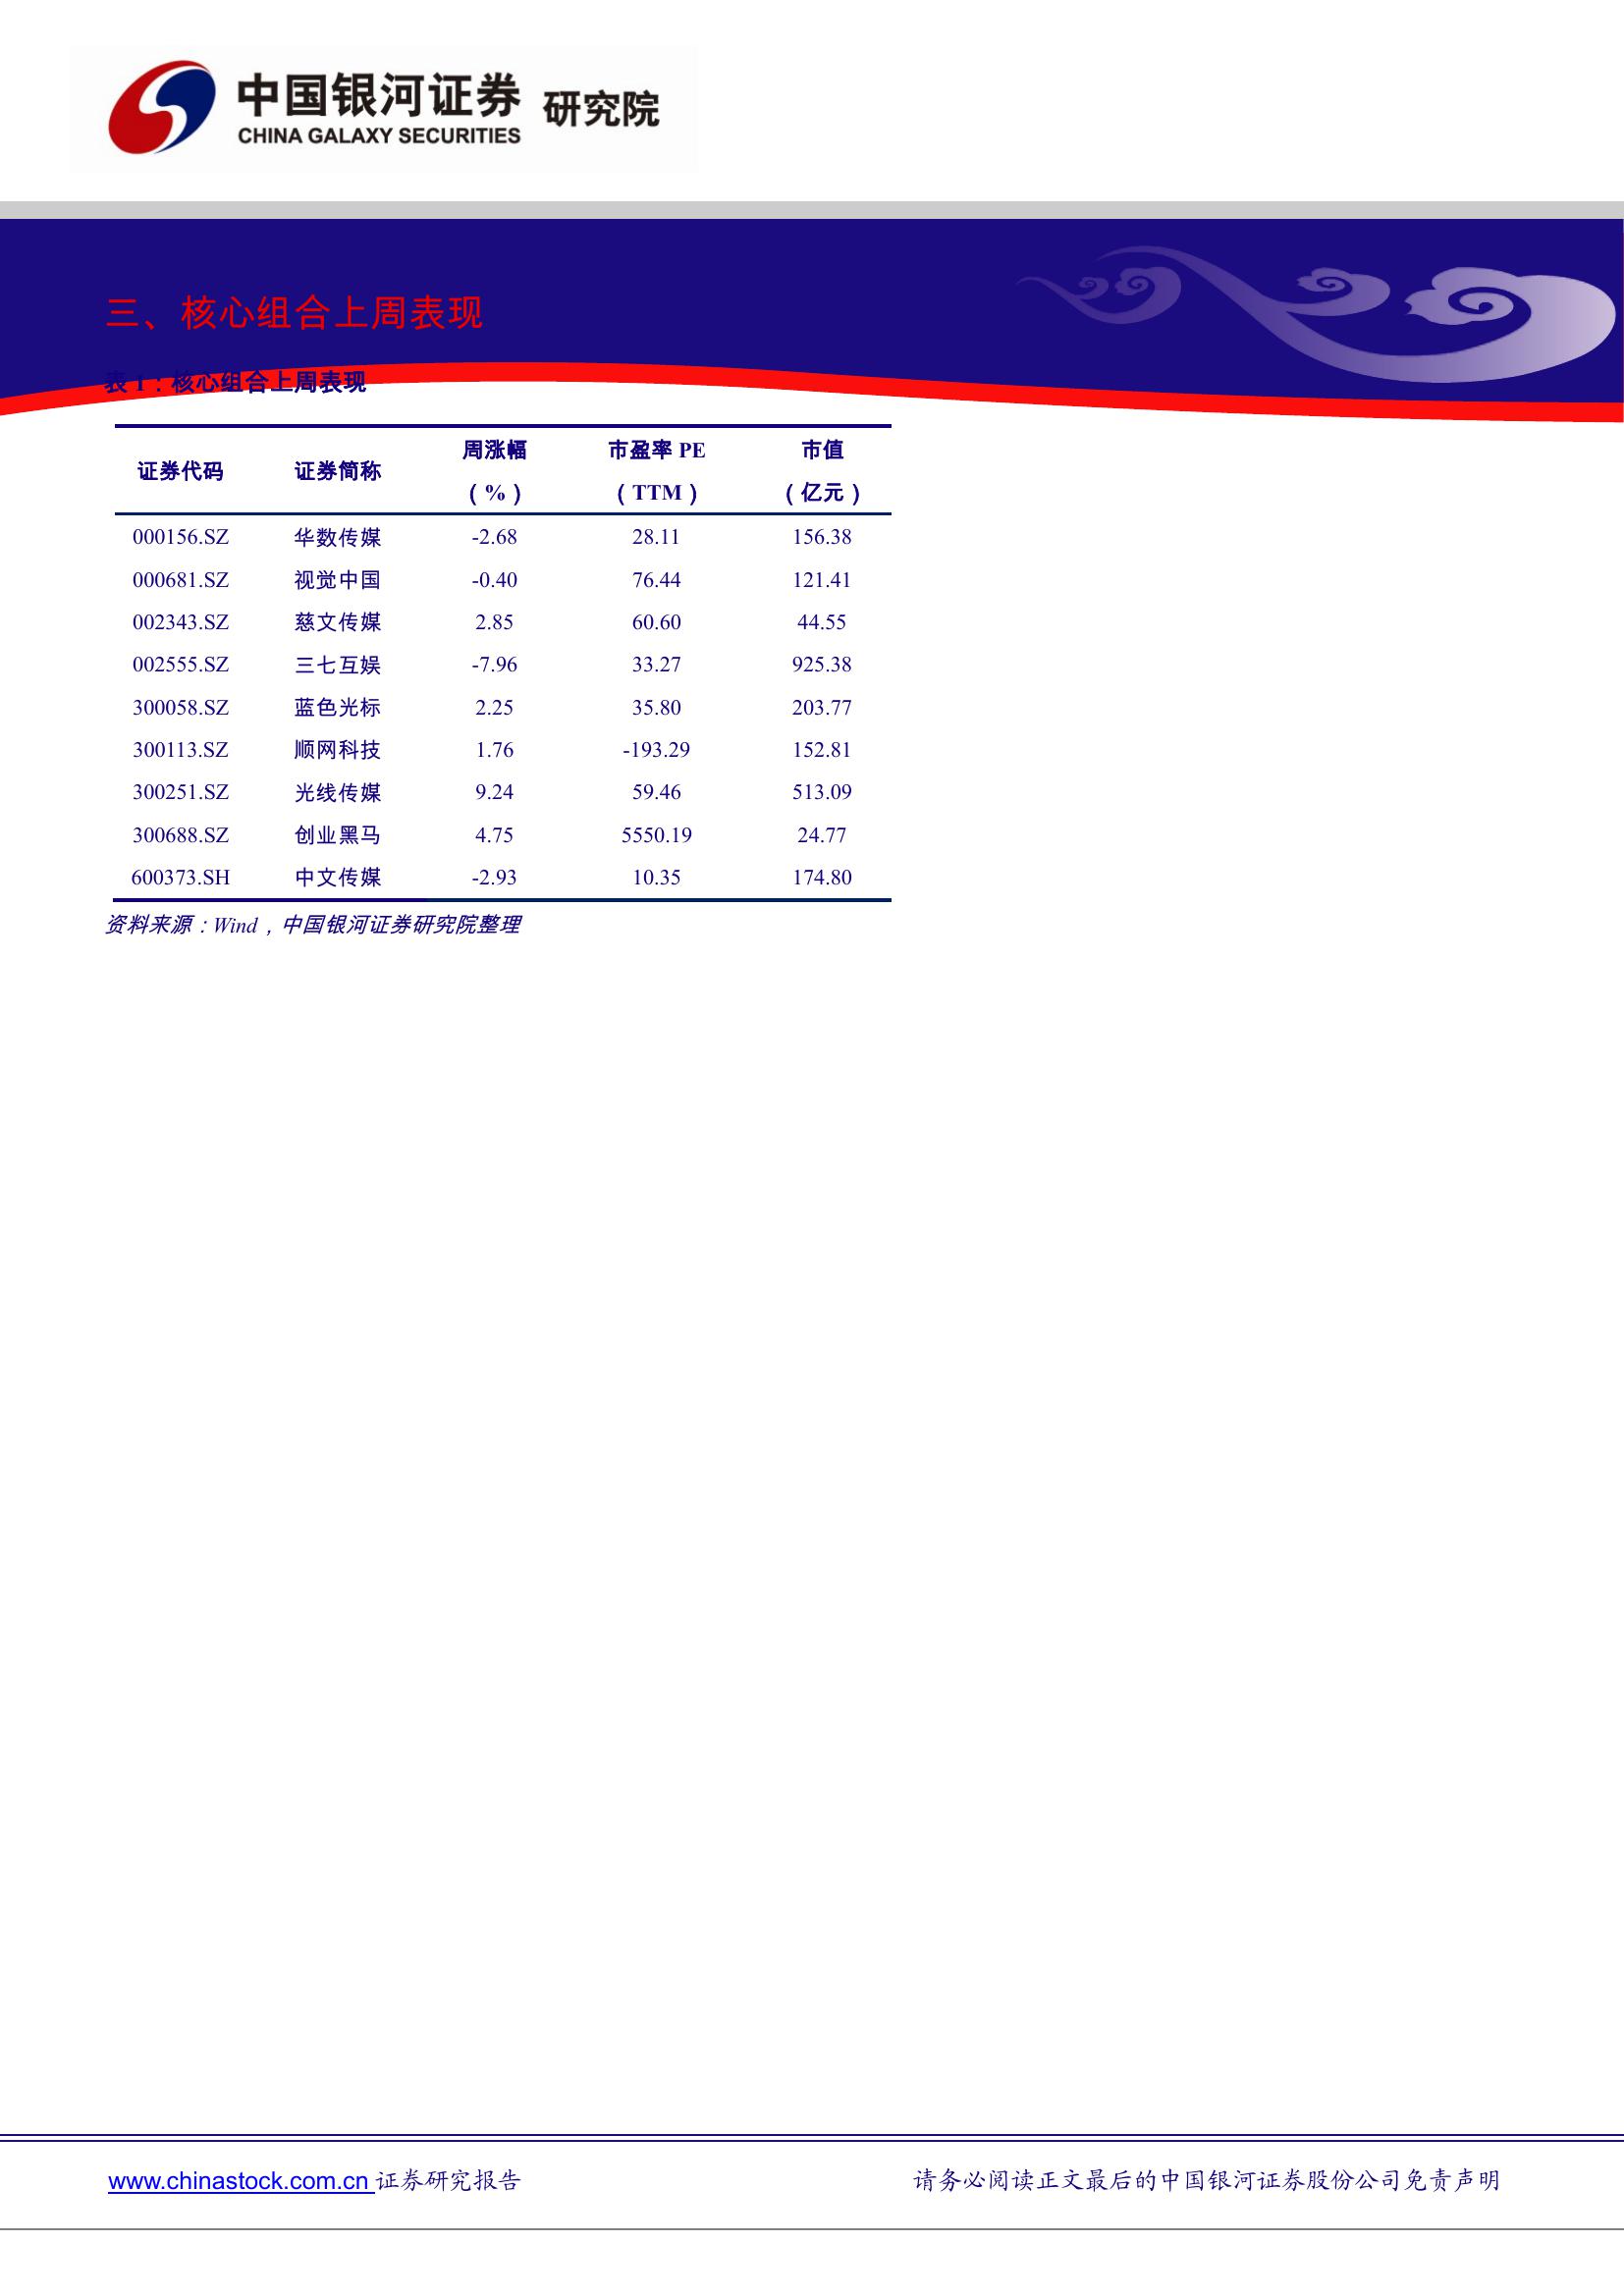 中国银河证券 研究院
CHINA GALAXY SECURITIES
三、核心组合上周表现
表 1：核心组合上周表现
证券代码 证券简称 周涨幅（%） 市盈率 PE（TTM） 市值（亿元）
000156.SZ 华数传媒 -2.68 28.11 156.38
000681.SZ 视觉中国 -0.40 76.44 121.41
002343.SZ 慈文传媒 2.85 60.60 44.55
002555.SZ 三七互娱 -7.96 33.27 925.38
300058.SZ 蓝色光标 2.25 35.80 203.77
300113.SZ 顺网科技 1.76 -193.29 152.81
300251.SZ 光线传媒 9.24 59.46 513.09
300688.SZ 创业黑马 4.75 5550.19 24.77
600373.SH 中文传媒 -2.93 10.35 174.80
资料来源：Wind，中国银河证券研究院整理
www.chinastock.com.cn 证券研究报告 请务必阅读正文最后的中国银河证券股份公司免责声明